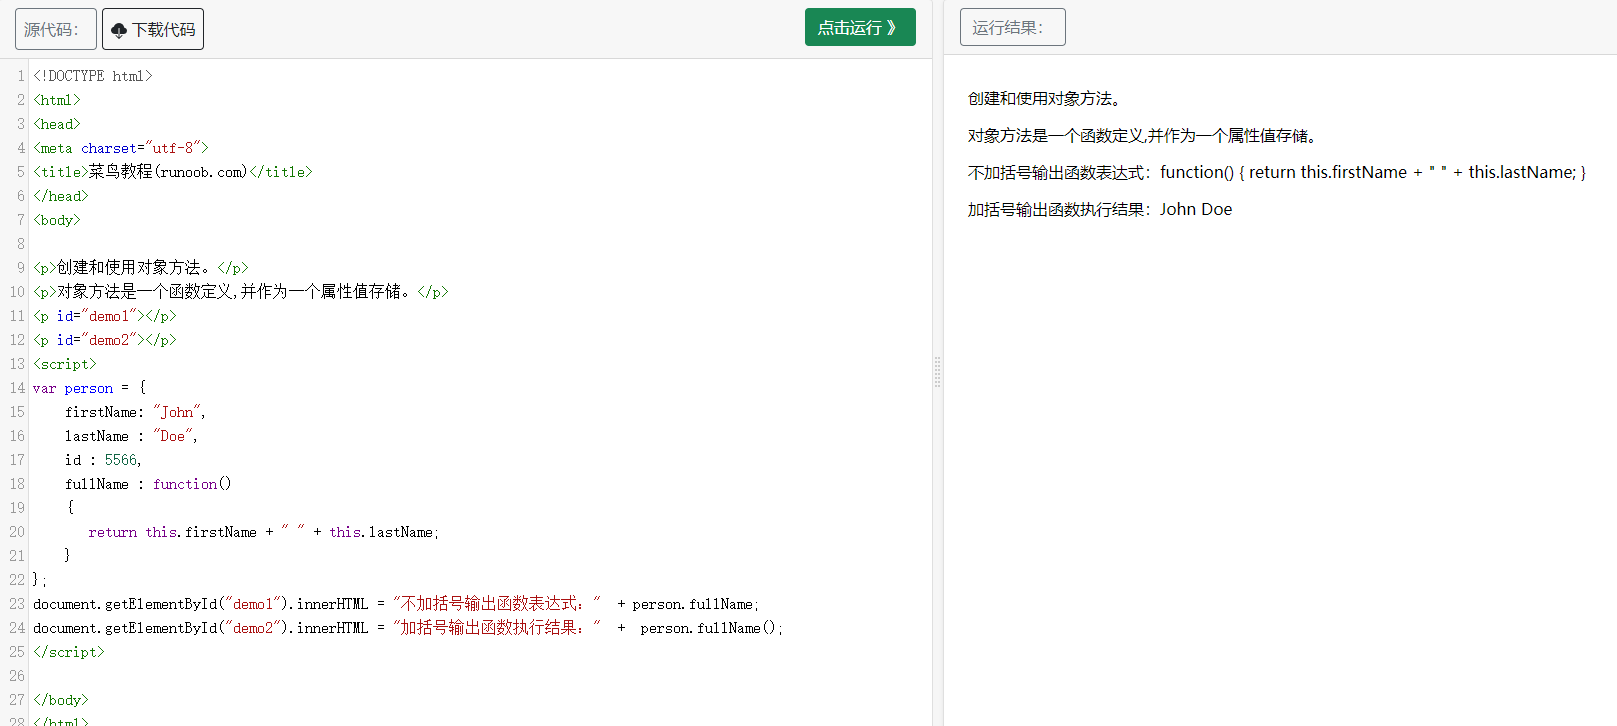 源代码：
下载代码
点击运行 》
1 <!DOCTYPE html>
2 <html>
3 <head>
4 <meta charset="utf-8">
5 <title>菜鸟教程(runoob.com)</title>
6 </head>
7 <body>
8
9 <p>创建和使用对象方法。</p>
10 <p>对象方法是一个函数定义,并作为一个属性值存储。</p>
11 <p id="demo1"></p>
12 <p id="demo2"></p>
13 <script>
14 var person = {
15     firstName: "John",
16     lastName : "Doe",
17     id : 5566,
18     fullName : function()
19     {
20        return this.firstName + " " + this.lastName;
21     }
22 };
23 document.getElementById("demo1").innerHTML = "不加括号输出函数表达式："  + person.fullName;
24 document.getElementById("demo2").innerHTML = "加括号输出函数执行结果："  +  person.fullName();
25 </script>
26
27 </body>
28 </html>
运行结果：
创建和使用对象方法。
对象方法是一个函数定义,并作为一个属性值存储。
不加括号输出函数表达式：function() { return this.firstName + " " + this.lastName; }
加括号输出函数执行结果：John Doe